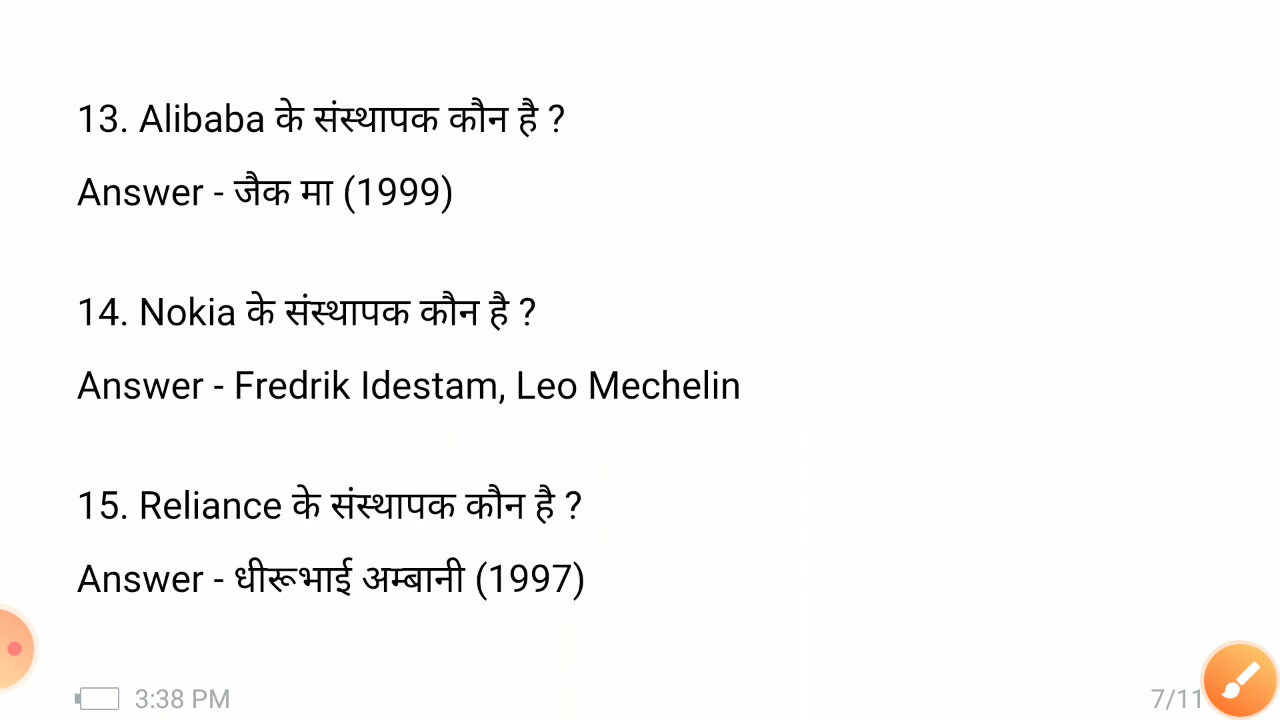 13. Alibaba के संस्थापक कौन है ?
Answer - जैक मा (1999)
14. Nokia के संस्थापक कौन है ?
Answer - Fredrik Idestam, Leo Mechelin
15. Reliance के संस्थापक कौन है ?
Answer - धीरूभाई अम्बानी (1997)
3:38 PM
7/11